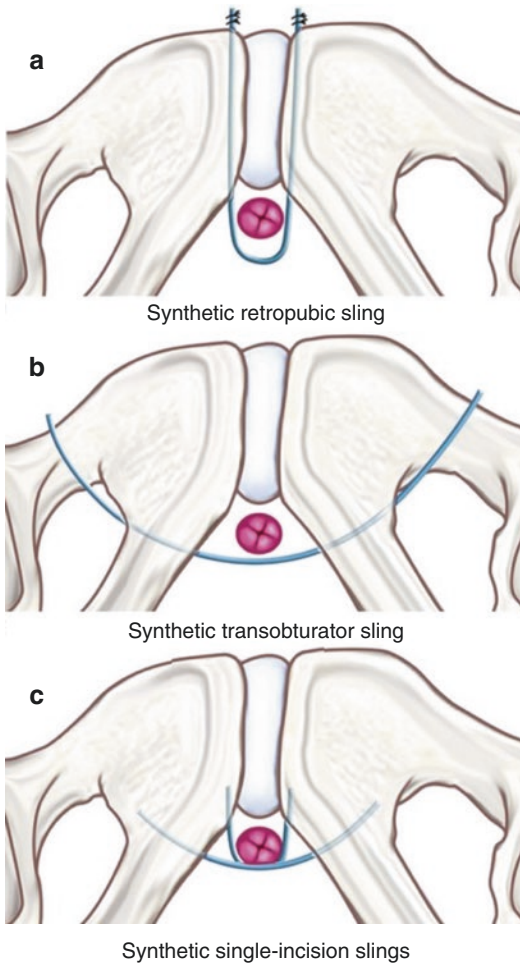 a
Synthetic retropubic sling
b
Synthetic transobturator sling
c
Synthetic single-incision slings